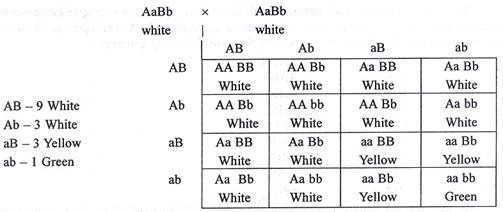 AaBb × AaBb
white | white
AB Ab aB ab
AB AA BB AA Bb Aa BB Aa Bb
White White White White
AB – 9 White Ab AA Bb AA bb AA Bb Aa bb
Ab – 3 White White White White White
aB – 3 Yellow aB Aa BB Aa Bb aa BB aa Bb
ab – 1 Green White White Yellow Yellow
ab Aa Bb Aa bb aa Bb aa bb
White White Yellow Green